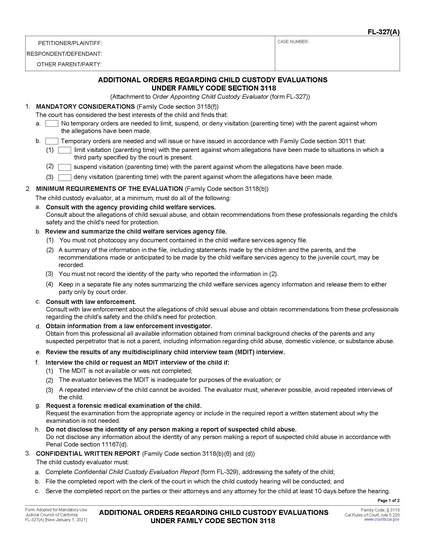 FL-327(A)
PETITIONER/PLAINTIFF:
CASE NUMBER:
RESPONDENT/DEFENDANT:
OTHER PARENT/PARTY:
ADDITIONAL ORDERS REGARDING CHILD CUSTODY EVALUATIONS
UNDER FAMILY CODE SECTION 3118
(Attachment to Order Appointing Child Custody Evaluator (form FL-327))
1. MANDATORY CONSIDERATIONS (Family Code section 3118(f))
The court has considered the best interests of the child and finds that:
a. No temporary orders are needed to limit, suspend, or deny visitation (parenting time) with the parent against whom
the allegations have been made.
b. Temporary orders are needed and will issue or have issued in accordance with Family Code section 3011 that:
(1) limit visitation (parenting time) with the parent against whom allegations have been made to situations in which a
third party specified by the court is present.
(2) suspend visitation (parenting time) with the parent against whom the allegations have been made.
(3) deny visitation (parenting time) with the parent against whom the allegations have been made.
2. MINIMUM REQUIREMENTS OF THE EVALUATION (Family Code section 3118(b))
The child custody evaluator, at a minimum, must do all of the following:
a. Consult with the agency providing child welfare services.
Consult about the allegations of child sexual abuse, and obtain recommendations from these professionals regarding the child's
safety and the child's need for protection.
b. Review and summarize the child welfare services agency file.
(1) You must not photocopy any document contained in the child welfare services agency file.
(2) A summary of the information in the file, including statements made by the children and the parents, and the
recommendations made or anticipated to be made by the child welfare services agency to the juvenile court, may be
recorded.
(3) You must not record the identity of the party who reported the information in (2).
(4) Keep in a separate file any notes summarizing the child welfare services agency information and release them to either
party only by court order.
c. Consult with law enforcement.
Consult with law enforcement about the allegations of child sexual abuse and obtain recommendations from these professionals
regarding the child's safety and the child's need for protection.
d. Obtain information from a law enforcement investigator.
Obtain from this professional all available information obtained from criminal background checks of the parents and any
suspected perpetrator that is not a parent, including information regarding child abuse, domestic violence, or substance abuse.
e. Review the results of any multidisciplinary child interview team (MDIT) interview.
f. Interview the child or request an MDIT interview of the child if:
(1) The MDIT is not available or was not completed;
(2) The evaluator believes the MDIT is inadequate for purposes of the evaluation; or
(3) A repeated interview of the child cannot be avoided. The evaluator must, wherever possible, avoid repeated interviews of
the child.
g. Request a forensic medical examination of the child.
Request the examination from the appropriate agency or include in the required report a written statement about why the
examination is not needed.
h. Do not disclose the identity of any person making a report of suspected child abuse.
Do not disclose any information about the identity of any person making a report of suspected child abuse in accordance with
Penal Code section 11167(d).
3. CONFIDENTIAL WRITTEN REPORT (Family Code section 3118(b)(6) and (d))
The child custody evaluator must:
a. Complete Confidential Child Custody Evaluation Report (form FL-329), addressing the safety of the child;
b. File the completed report with the clerk of the court in which the child custody hearing will be conducted; and
c. Serve the completed report on the parties or their attorneys and any attorney for the child at least 10 days before the hearing.
Page 1 of 2
Form Adopted for Mandatory Use
Judicial Council of California
FL-327(A) [New January 1, 2021]
ADDITIONAL ORDERS REGARDING CHILD CUSTODY EVALUATIONS
UNDER FAMILY CODE SECTION 3118
Family Code, § 3118
Cal. Rules of Court, rule 5.220
www.courts.ca.gov